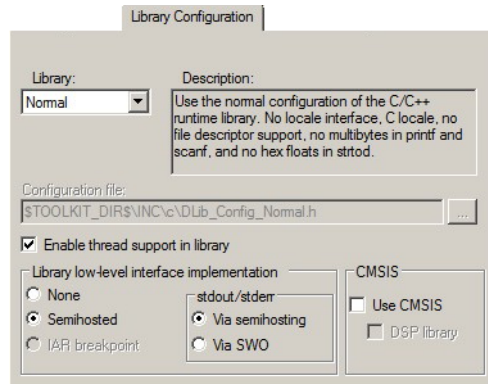 Library Configuration
Library:
Normal
Description:
Use the normal configuration of the C/C++
runtime library. No locale interface, C locale, no
file descriptor support, no multibytes in printf and
scanf, and no hex floats in strtod.
Configuration file:
$TOOLKIT_DIR$\INC\c\DLib_Config_Normal.h
...
Enable thread support in library
Library low-level interface implementation
None
Semihosted
IAR breakpoint
stdout/stderr
Via semihosting
Via SWO
CMSIS
Use CMSIS
DSP library